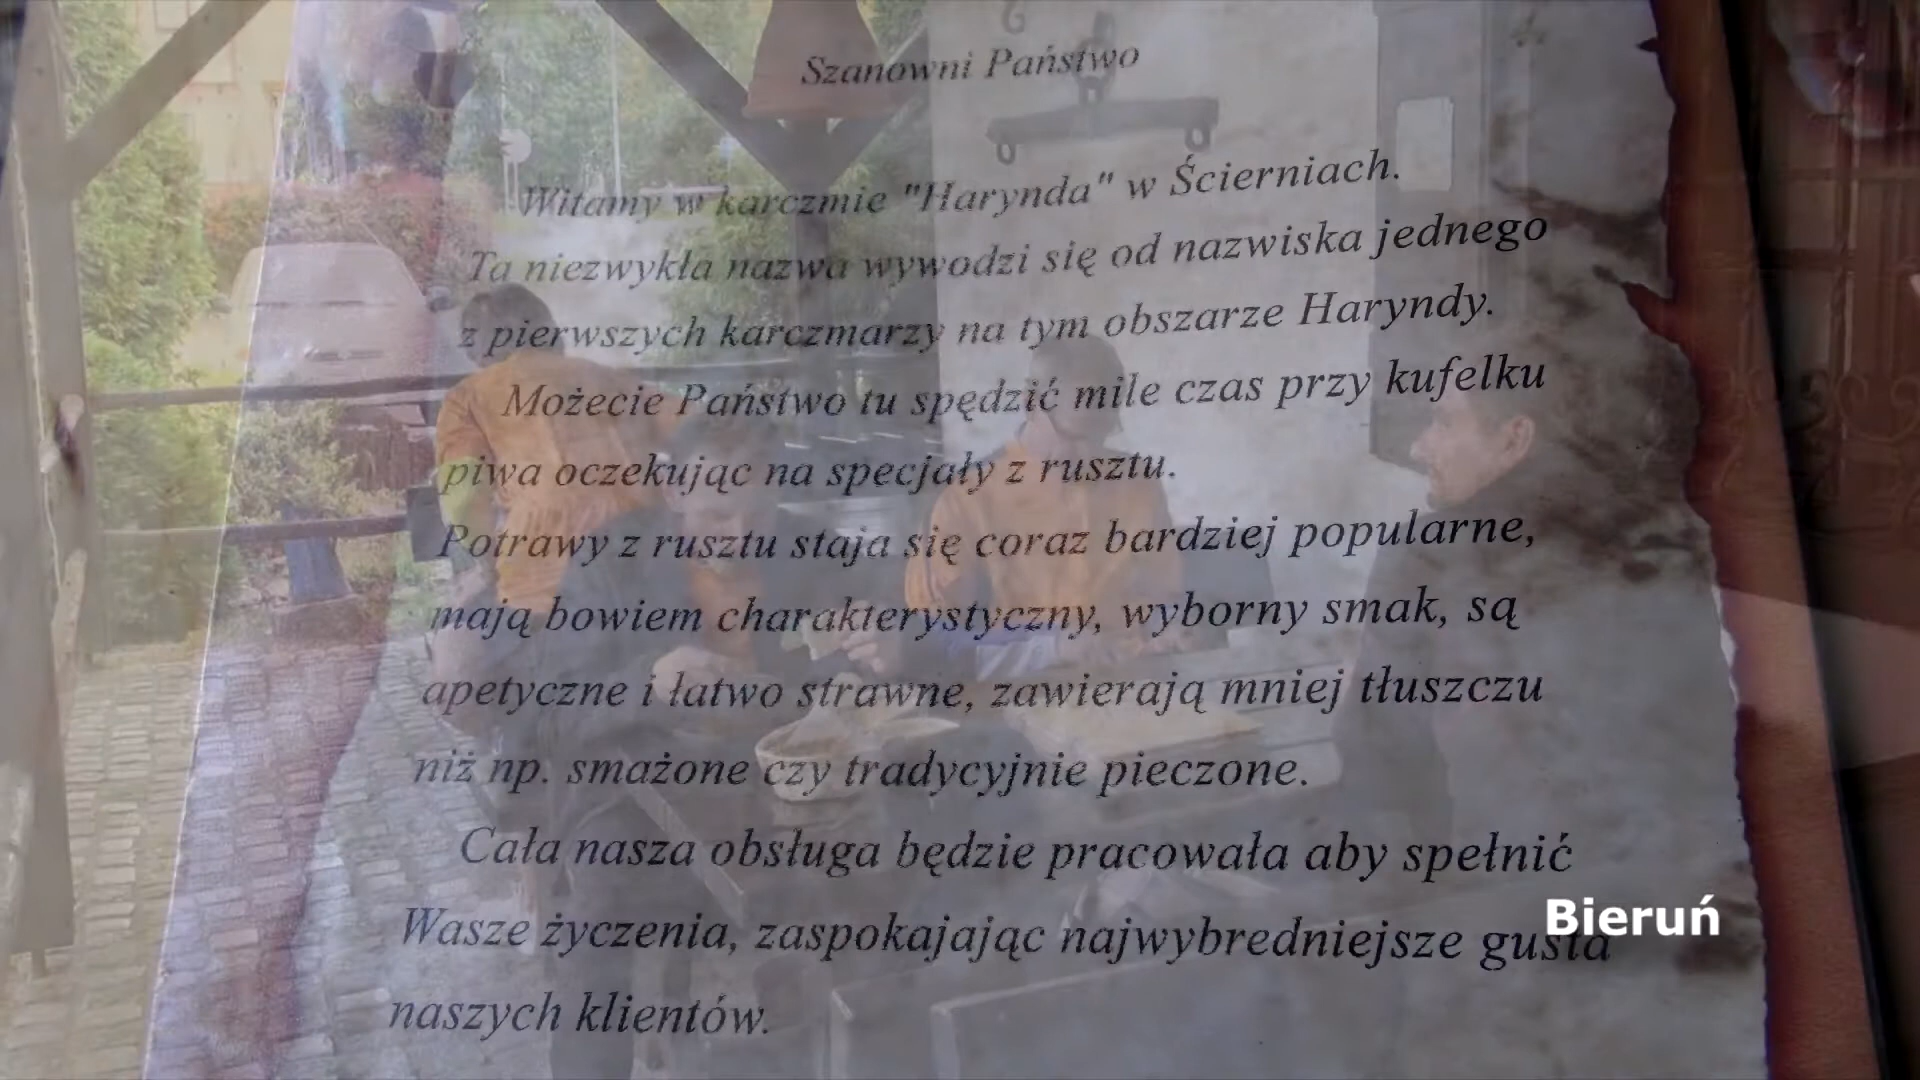 Szanowni Państwo
Witamy w karczmie "Harynda" w Ścierniach.
Ta niezwykła nazwa wywodzi się od nazwiska jednego
z pierwszych karczmarzy na tym obszarze Haryndy.
Możecie Państwo tu spędzić mile czas przy kufelku
piwa oczekując na specjały z rusztu.
Potrawy z rusztu staja się coraz bardziej popularne,
mają bowiem charakterystyczny, wyborny smak, są
apetyczne i łatwo strawne, zawierają mniej tłuszczu
niż np. smażone czy tradycyjnie pieczone.
Cała nasza obsługa będzie pracowała aby spełnić
Wasze życzenia, zaspokajając najwybredniejsze gusta
naszych klientów.
Bieruń